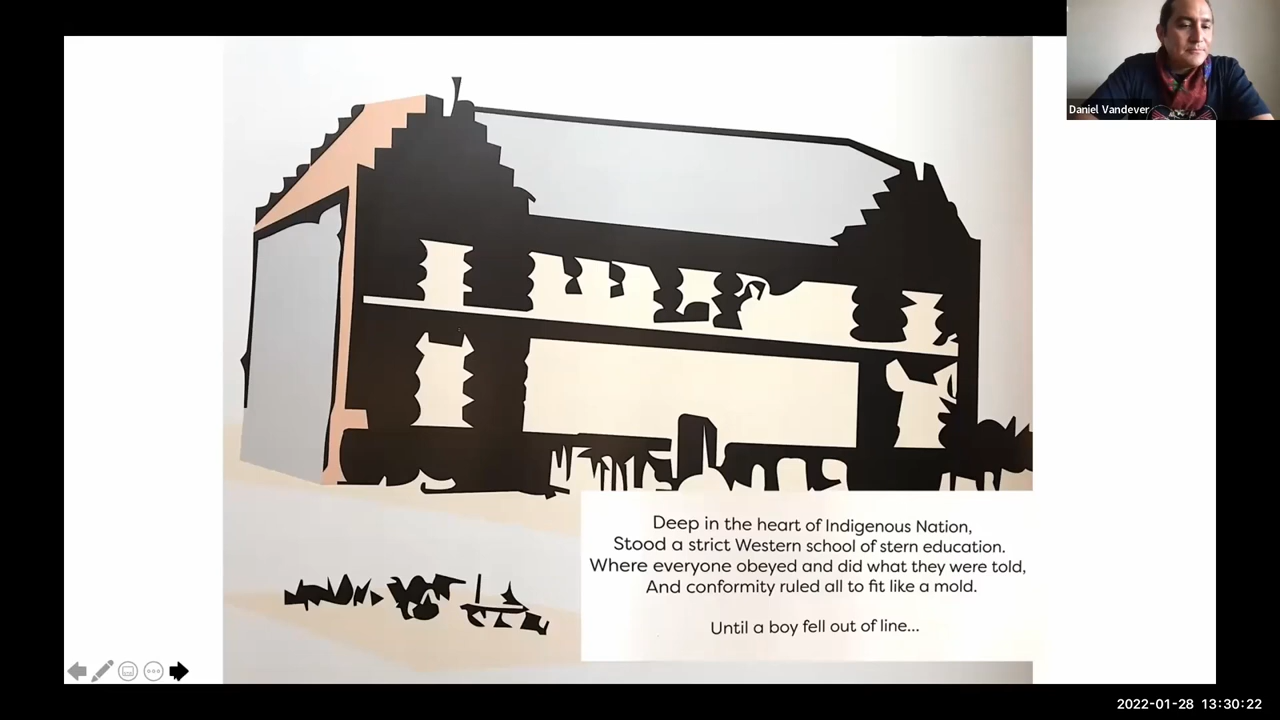 Daniel Vandever
Deep in the heart of Indigenous Nation,
Stood a strict Western school of stern education.
Where everyone obeyed and did what they were told,
And conformity ruled all to fit like a mold.
Until a boy fell out of line...
2022-01-28 13:30:22